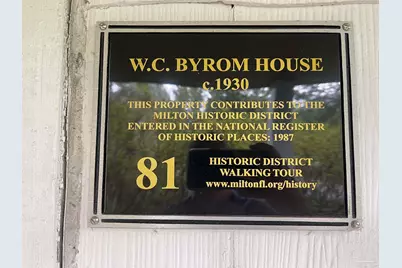 W.C. BYROM HOUSE
c.1930
THIS PROPERTY CONTRIBUTES TO THE
MILTON HISTORIC DISTRICT
ENTERED IN THE NATIONAL REGISTER
OF HISTORIC PLACES: 1987
81
HISTORIC DISTRICT
WALKING TOUR
www.miltonfl.org/history